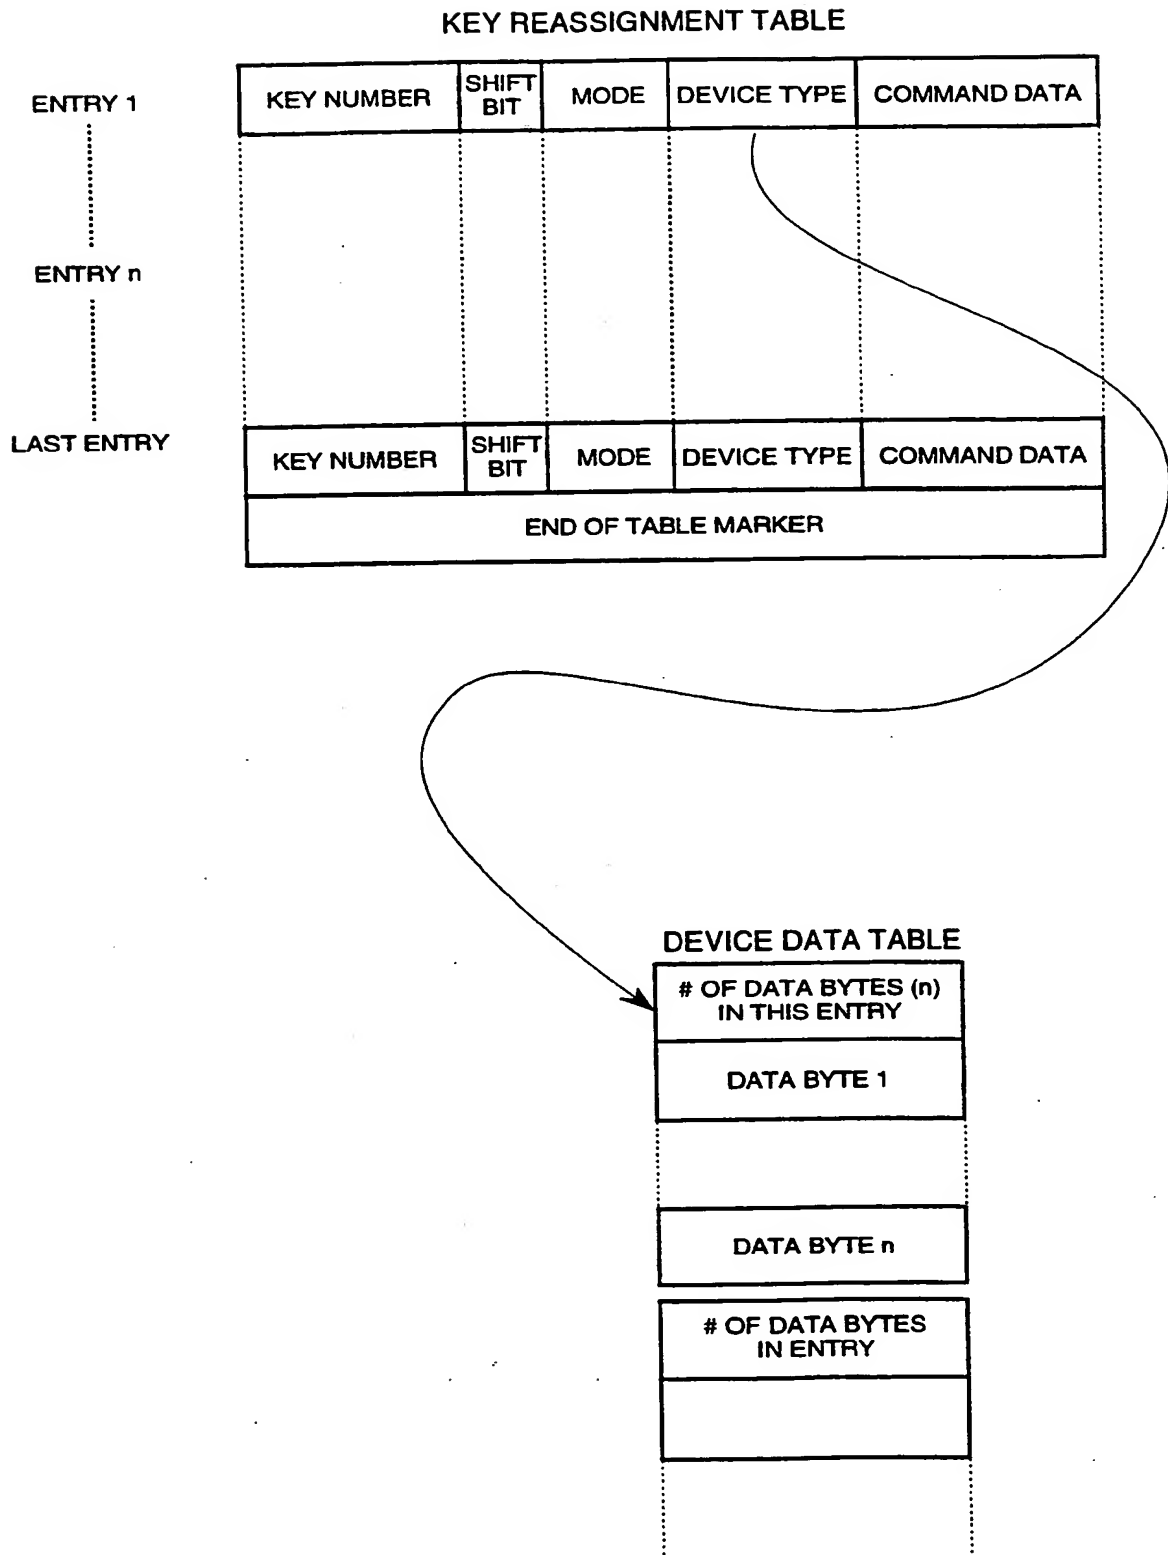 KEY REASSIGNMENT TABLE
ENTRY 1
KEY NUMBER
SHIFT
BIT
MODE
DEVICE TYPE
COMMAND DATA
ENTRY n
LAST ENTRY
KEY NUMBER
SHIFT
BIT
MODE
DEVICE TYPE
COMMAND DATA
END OF TABLE MARKER
DEVICE DATA TABLE
# OF DATA BYTES (n)
IN THIS ENTRY
DATA BYTE 1
DATA BYTE n
# OF DATA BYTES
IN ENTRY